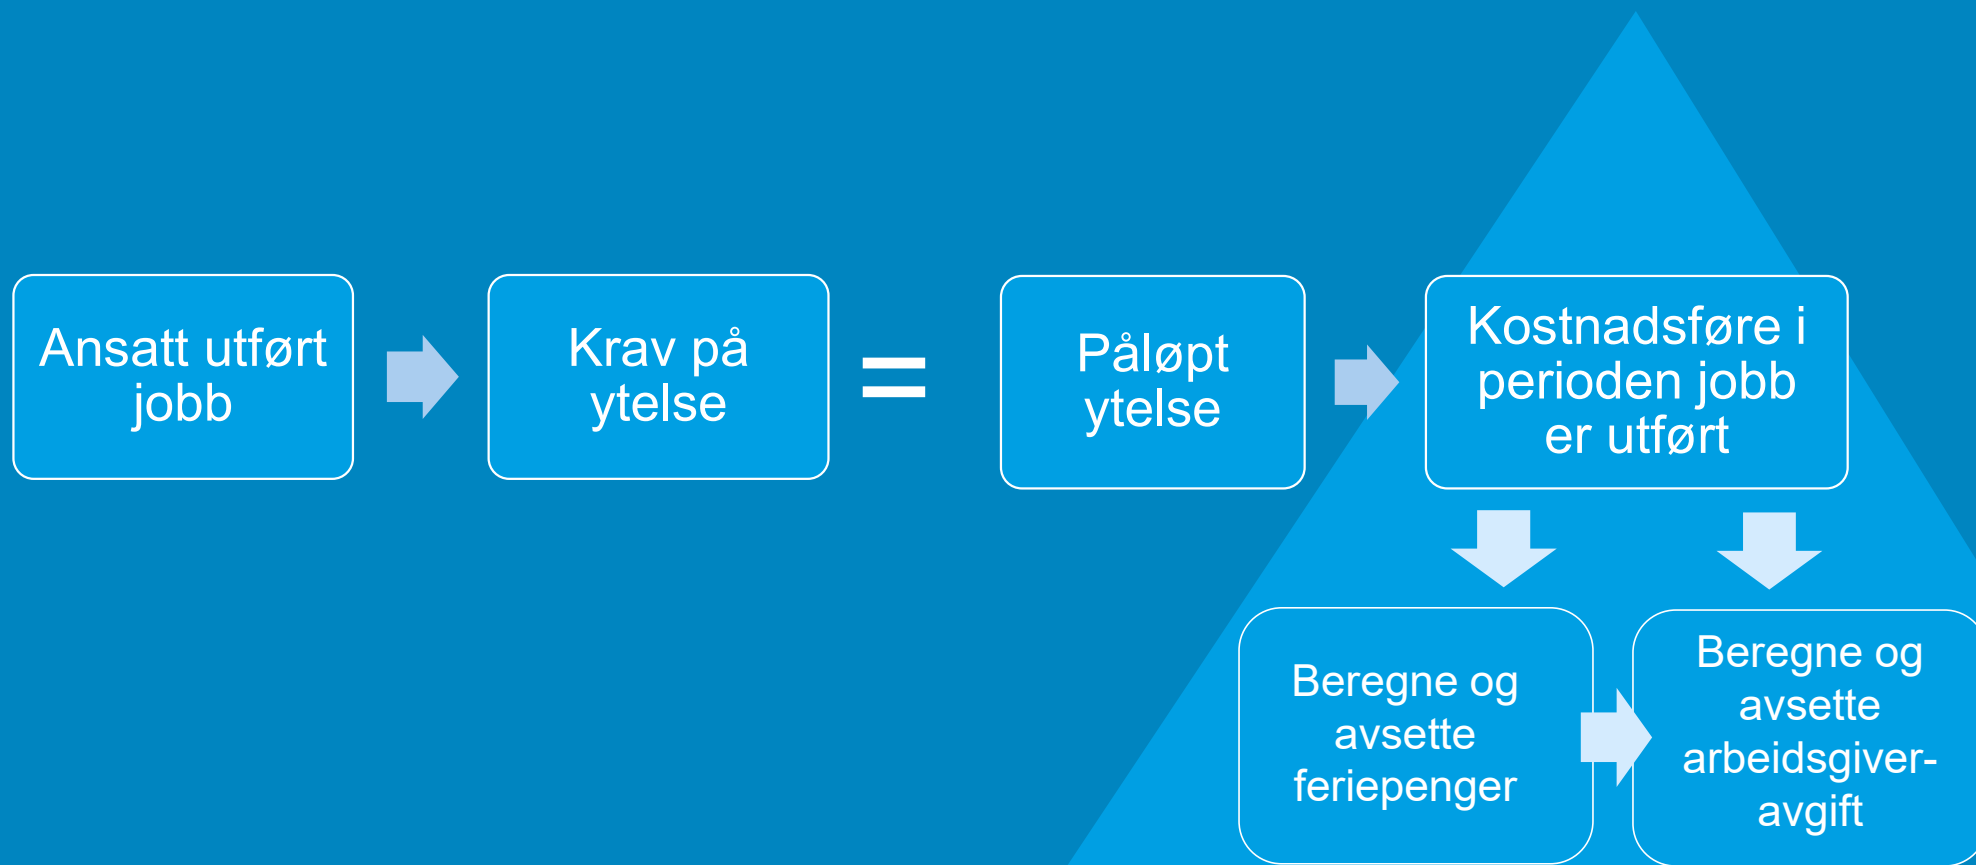 Ansatt utført
jobb
Krav på
ytelse
=
Påløpt
ytelse
Kostnadsføre i
perioden jobb
er utført
Beregne og
avsette
feriepenger
Beregne og
avsette
arbeidsgiver-
avgift